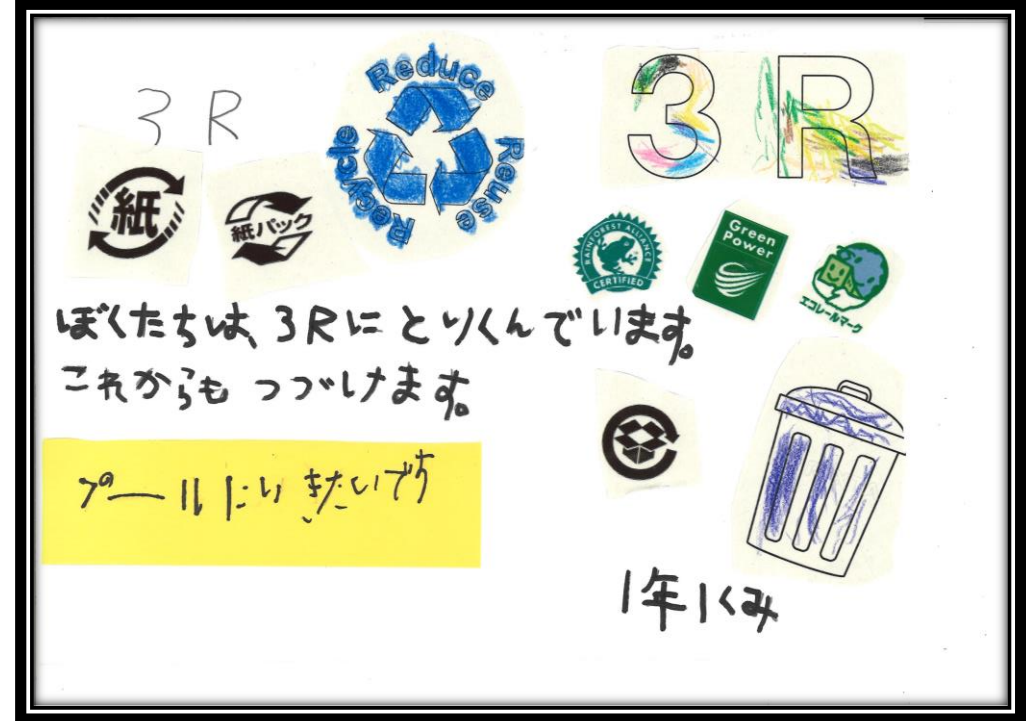 3R
紙
紙パック
Reduce
Reuse
Recycle
3R
RAINFOREST ALLIANCE
CERTIFIED
Green
Power
エコレールマーク
ぼくたちは、3Rにとりくんでいます。
これからもつづけます。
プールにいきたいです
1年1くみ